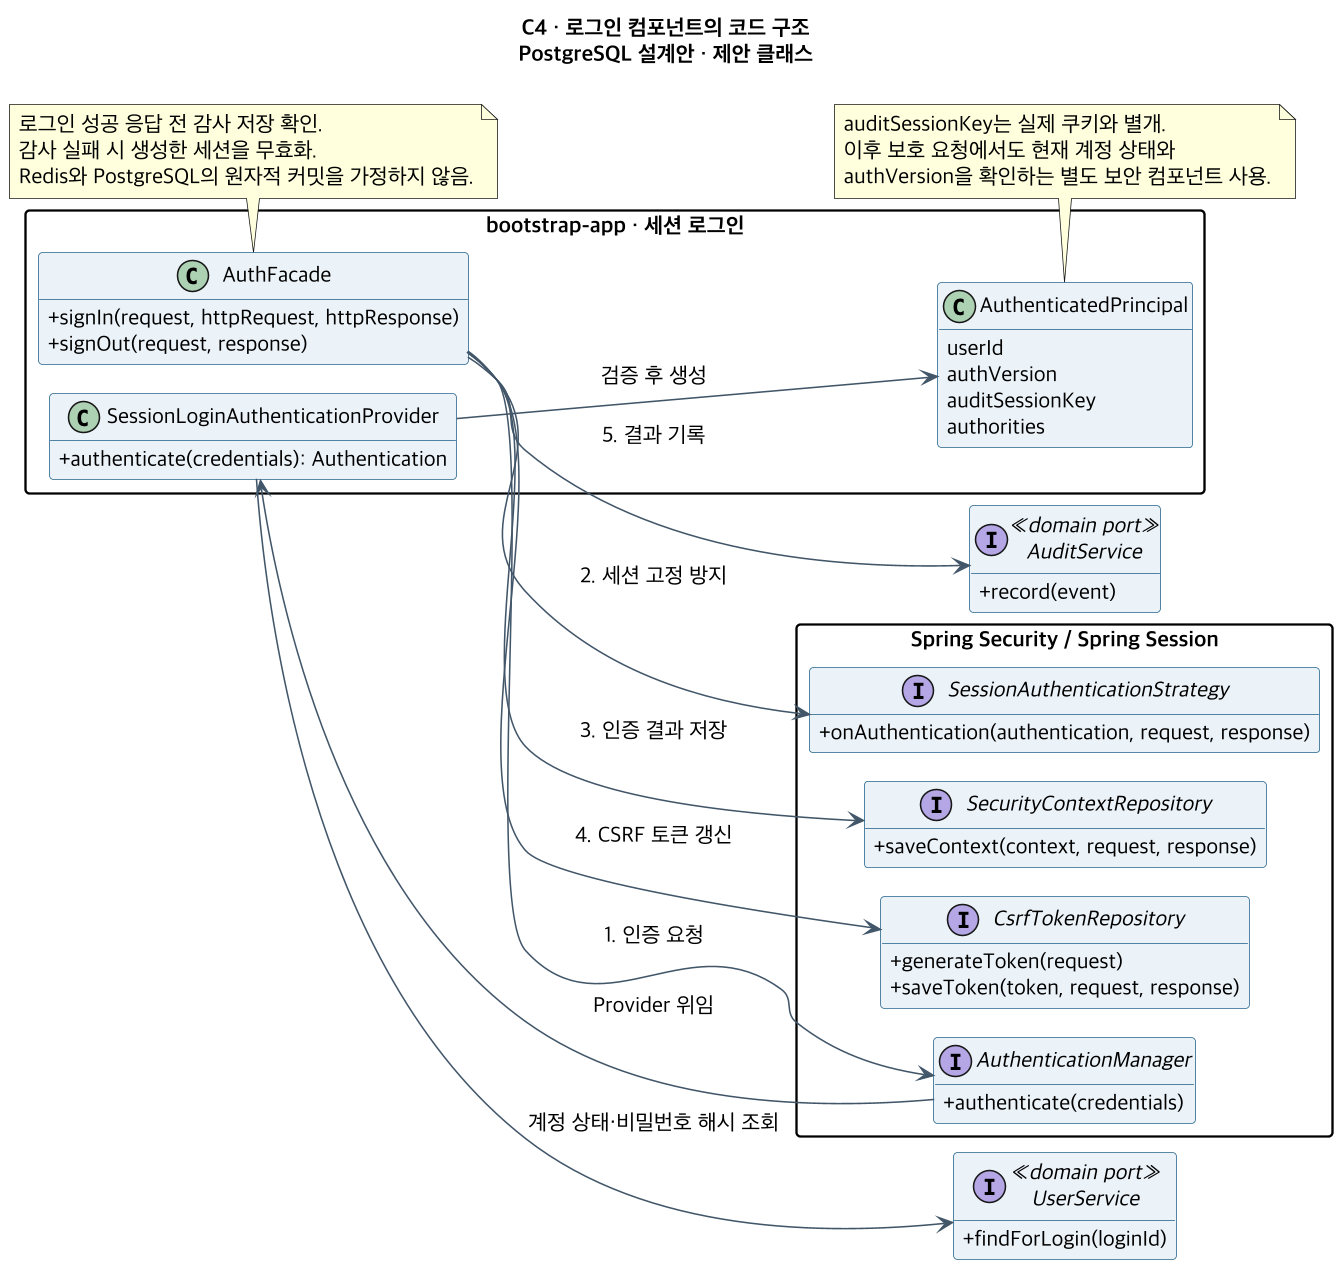 C4 · 로그인 컴포넌트의 코드 구조
PostgreSQL 설계안 · 제안 클래스
로그인 성공 응답 전 감사 저장 확인.
감사 실패 시 생성한 세션을 무효화.
Redis와 PostgreSQL의 원자적 커밋을 가정하지 않음.
auditSessionKey는 실제 쿠키와 별개.
이후 보호 요청에서도 현재 계정 상태와
authVersion을 확인하는 별도 보안 컴포넌트 사용.
bootstrap-app · 세션 로그인
C AuthFacade
+signIn(request, httpRequest, httpResponse)
+signOut(request, response)
C AuthenticatedPrincipal
userId
authVersion
auditSessionKey
authorities
검증 후 생성
C SessionLoginAuthenticationProvider
+authenticate(credentials): Authentication
5. 결과 기록
I «domain port»
AuditService
+record(event)
2. 세션 고정 방지
Spring Security / Spring Session
I SessionAuthenticationStrategy
+onAuthentication(authentication, request, response)
3. 인증 결과 저장
I SecurityContextRepository
+saveContext(context, request, response)
4. CSRF 토큰 갱신
I CsrfTokenRepository
+generateToken(request)
+saveToken(token, request, response)
1. 인증 요청
Provider 위임
I AuthenticationManager
+authenticate(credentials)
계정 상태·비밀번호 해시 조회
I «domain port»
UserService
+findForLogin(loginId)